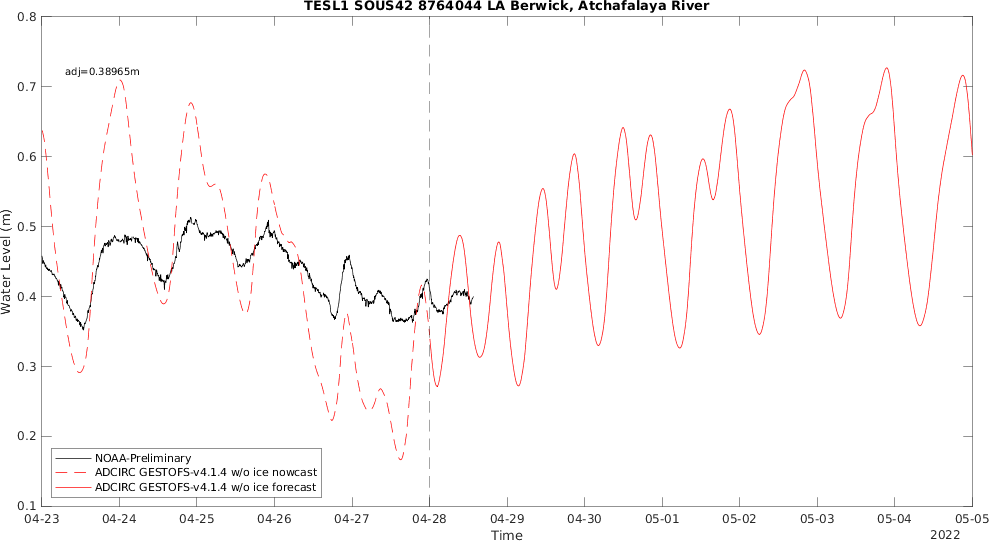 TESL1 SOUS42 8764044 LA Berwick, Atchafalaya River
0.8
0.7
0.6
0.5
0.4
0.3
0.2
0.1
Water Level (m)
adj=0.38965m
NOAA-Preliminary
ADCIRC GESTOFS-v4.1.4 w/o ice nowcast
ADCIRC GESTOFS-v4.1.4 w/o ice forecast
04-23 04-24 04-25 04-26 04-27 04-28 04-29 04-30 05-01 05-02 05-03 05-04 05-05
Time
2022